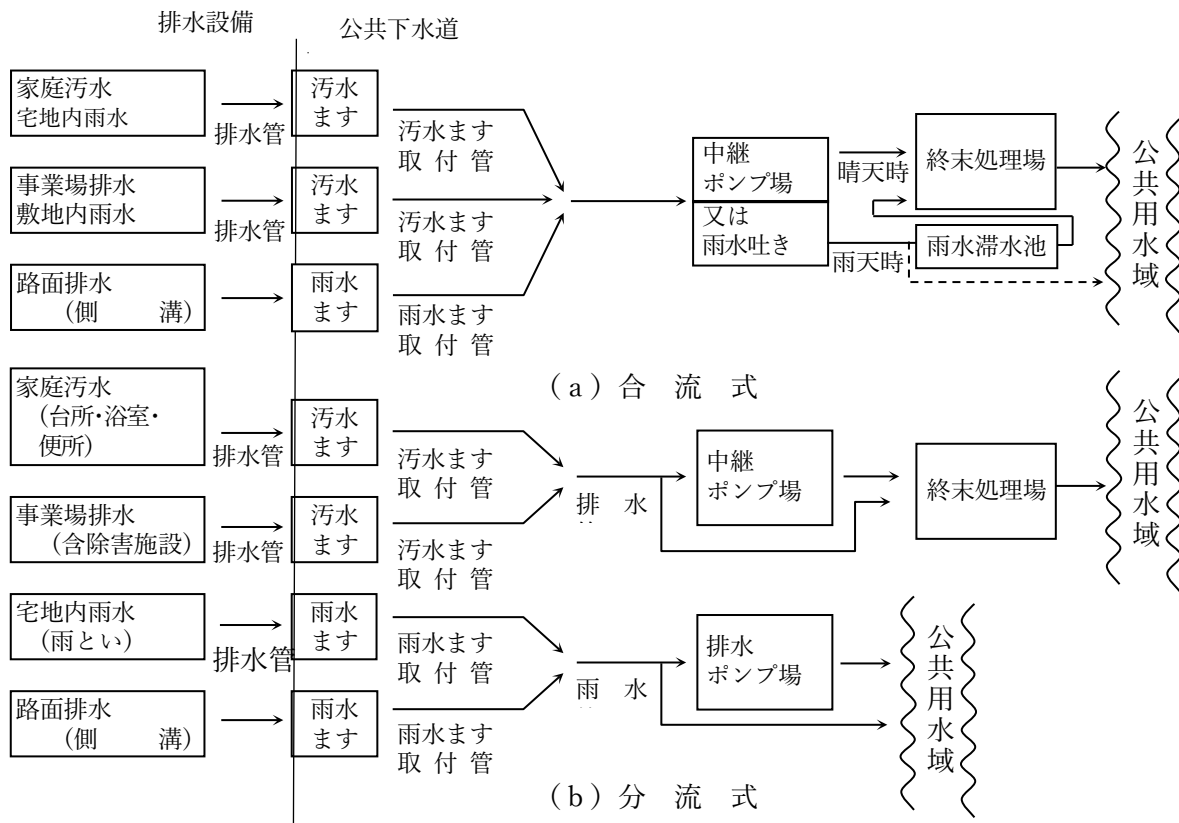 排水設備
公共下水道
家庭汚水
宅地内雨水
排水管
汚水
ます
汚水ます
取 付 管
事業場排水
敷地内雨水
排水管
汚水
ます
汚水ます
取 付 管
路面排水
(側 溝)
雨水
ます
雨水ます
取 付 管
中継
ポンプ場
又は
雨水吐き
晴天時
雨天時
終末処理場
雨水滞水池
公共用水域
(a)合 流 式
家庭汚水
(台所・浴室・
便所)
排水管
汚水
ます
汚水ます
取 付 管
事業場排水
(含除害施設)
排水管
汚水
ます
汚水ます
取 付 管
排 水
中継
ポンプ場
終末処理場
公共用水域
宅地内雨水
(雨とい)
排水管
雨水
ます
雨水ます
取 付 管
路面排水
(側 溝)
雨水
ます
雨水ます
取 付 管
雨 水
排水
ポンプ場
公共用水域
(b)分 流 式